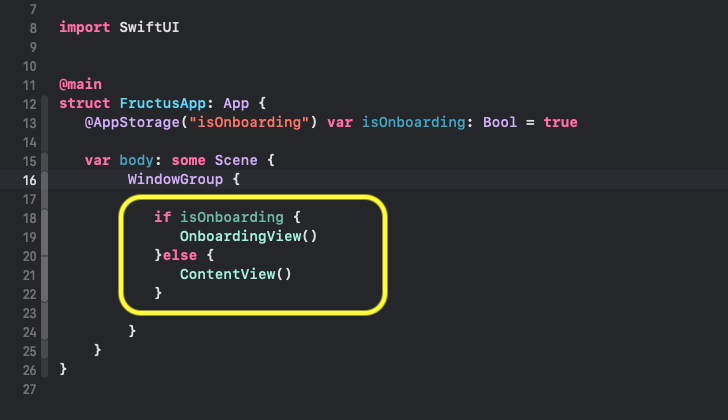 7
8 import SwiftUI
9
10
11 @main
12 struct FructusApp: App {
13 @AppStorage("isOnboarding") var isOnboarding: Bool = true
14
15 var body: some Scene {
16 WindowGroup {
17
18 if isOnboarding {
19 OnboardingView()
20 }else {
21 ContentView()
22 }
23
24 }
25 }
26 }
27